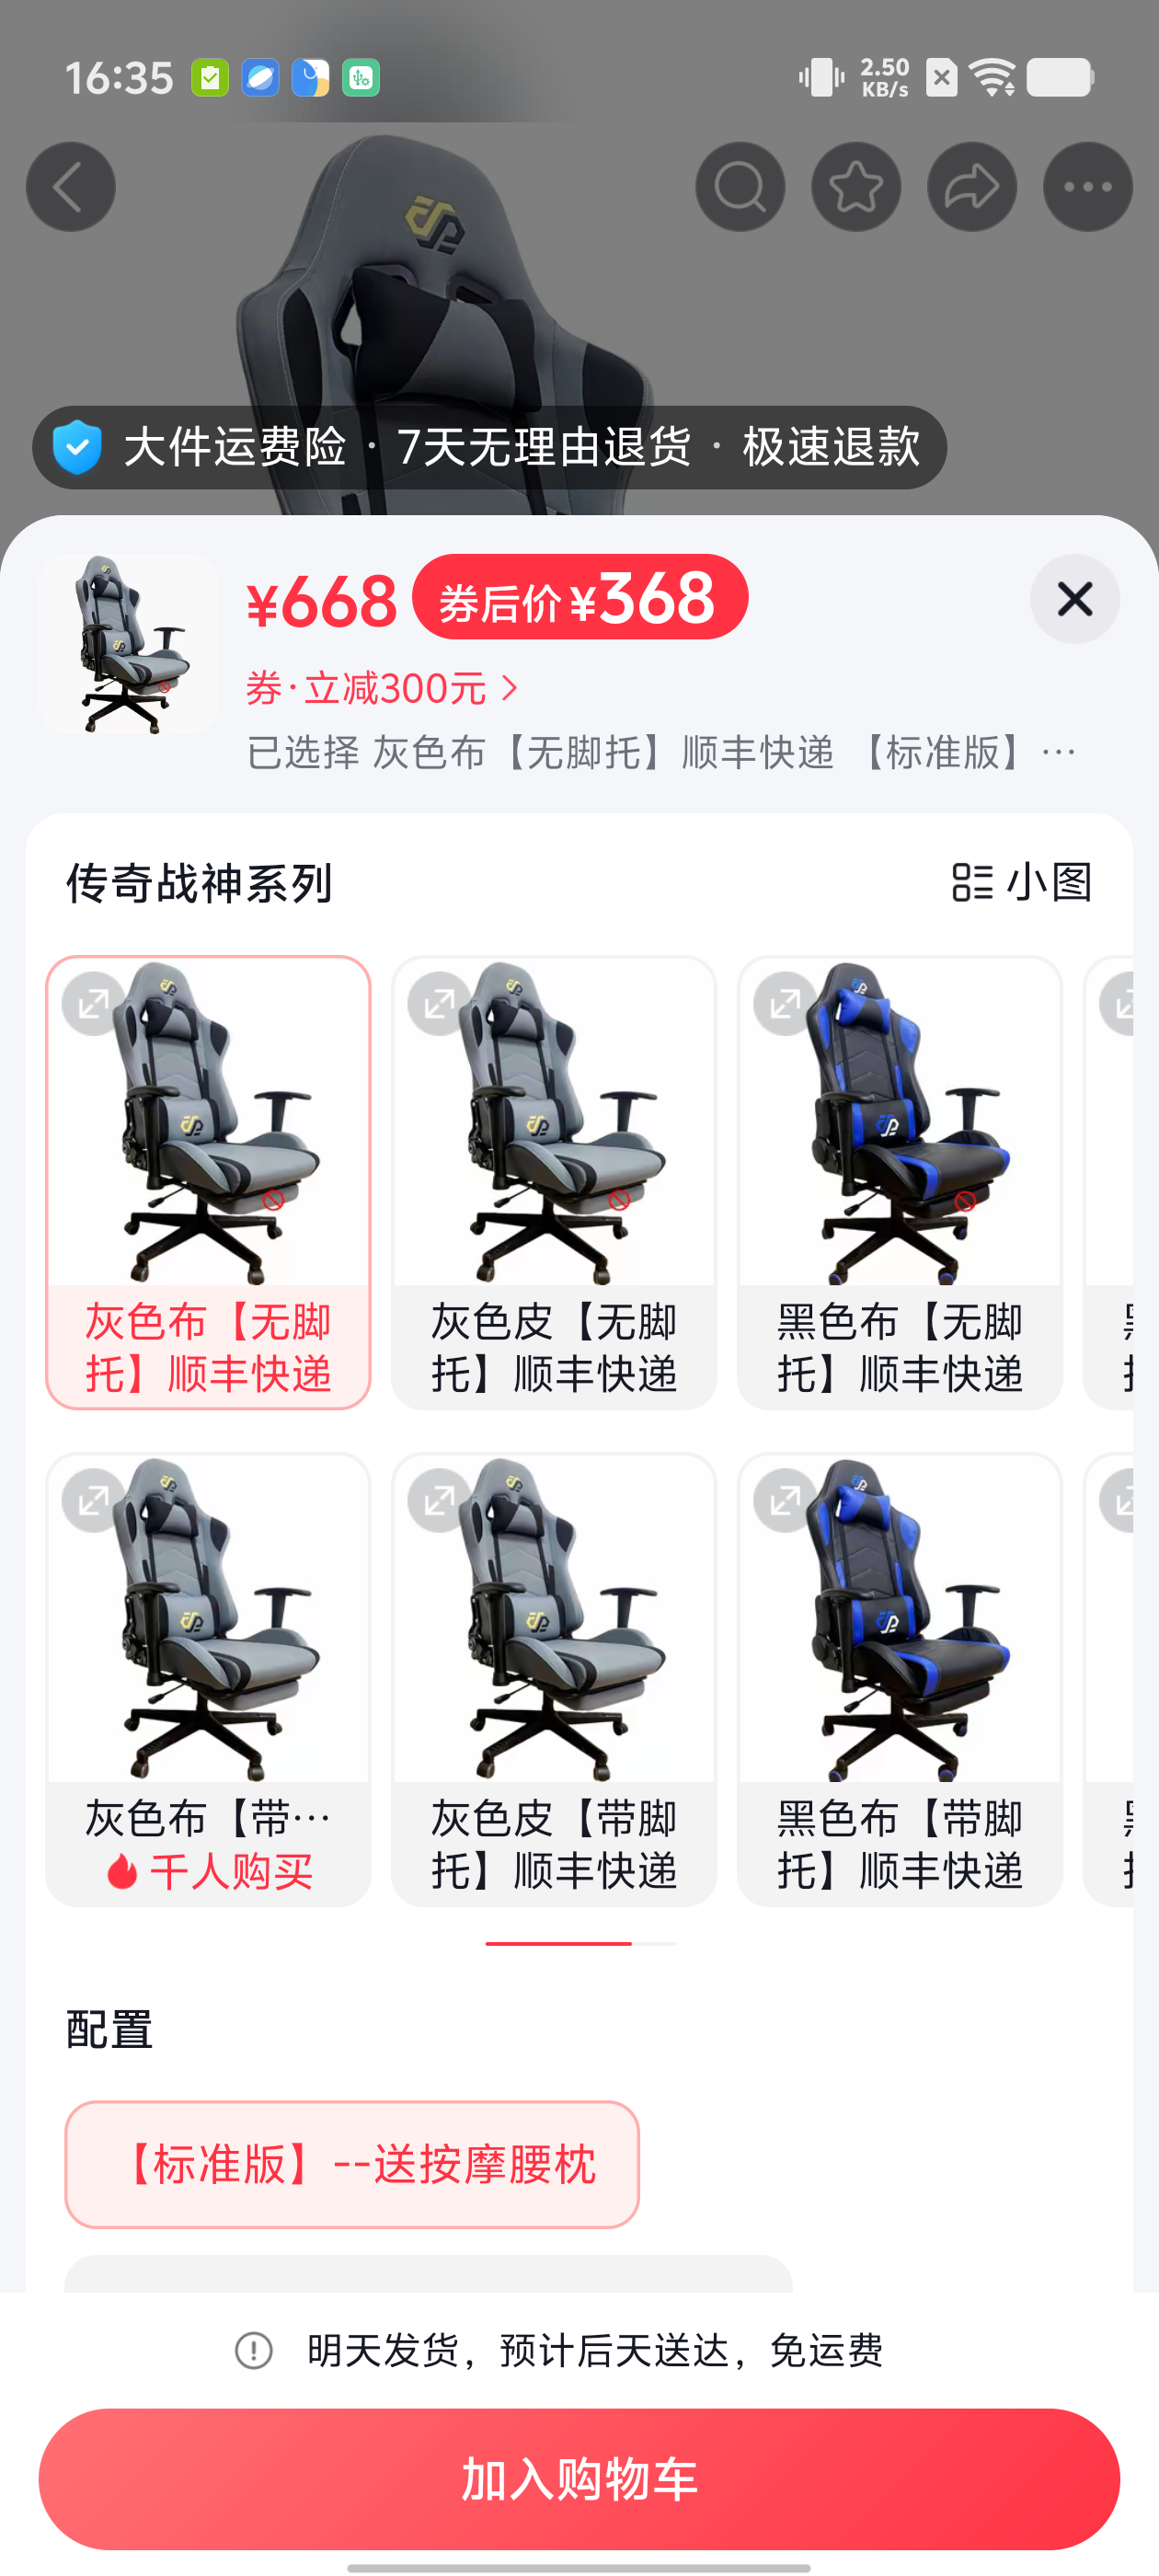 16:35
2.50
KB/s
大件运费险 · 7天无理由退货 · 极速退款
¥668 券后价 ¥368
券·立减300元
已选择 灰色布【无脚托】顺丰快递 【标准版】…
传奇战神系列
小图
灰色布【无脚
托】顺丰快递
灰色皮【无脚
托】顺丰快递
黑色布【无脚
托】顺丰快递
灰色布【带…
千人购买
灰色皮【带脚
托】顺丰快递
黑色布【带脚
托】顺丰快递
配置
【标准版】--送按摩腰枕
明天发货，预计后天送达，免运费
加入购物车